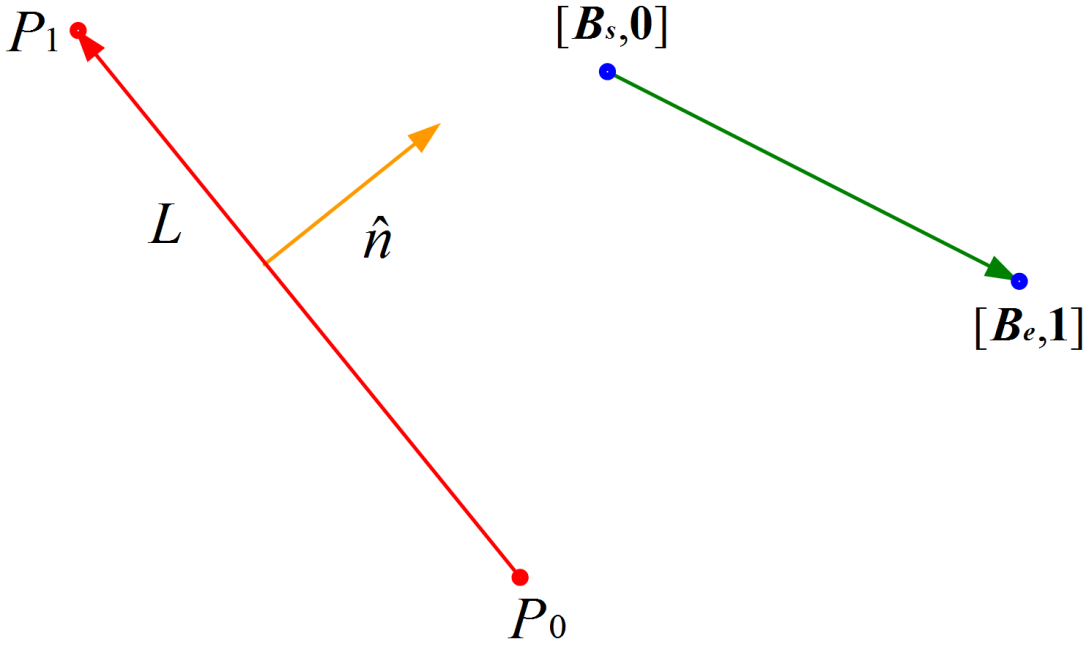 P₁
[Bₛ,0]
L
n̂
[Bₑ,1]
P₀